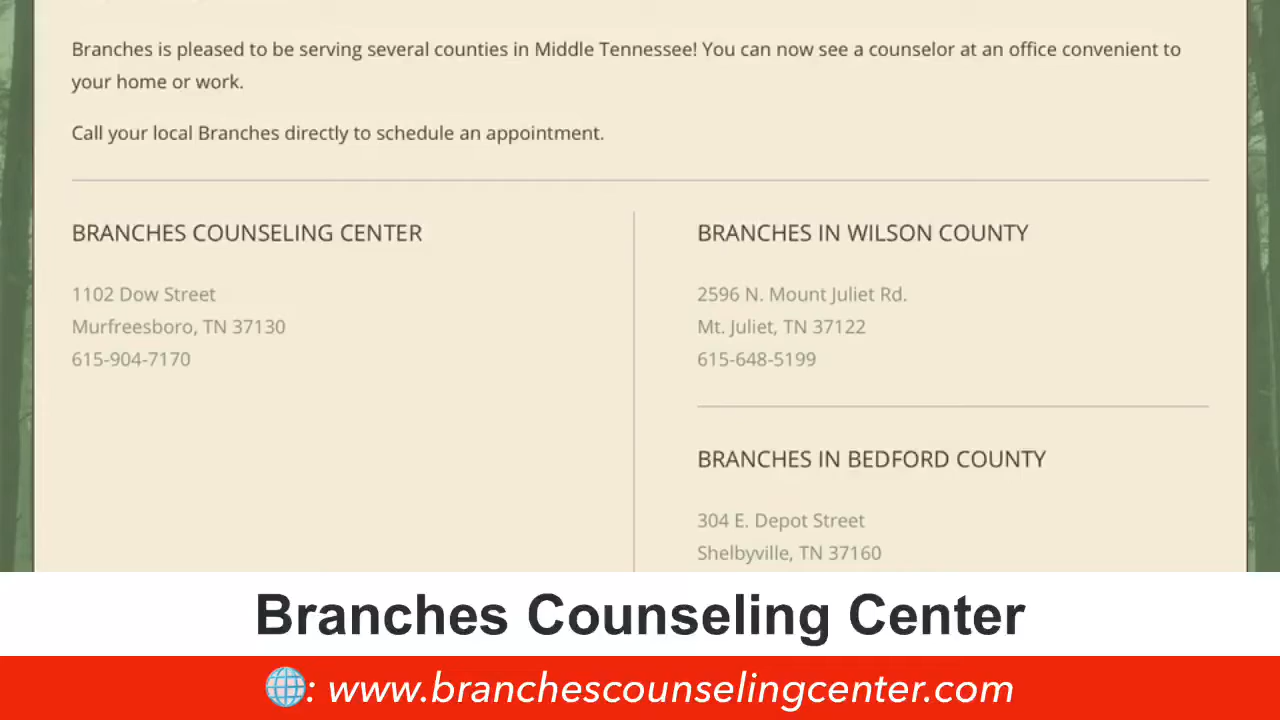 Branches is pleased to be serving several counties in Middle Tennessee! You can now see a counselor at an office convenient to
your home or work.
Call your local Branches directly to schedule an appointment.
BRANCHES COUNSELING CENTER
1102 Dow Street
Murfreesboro, TN 37130
615-904-7170
BRANCHES IN WILSON COUNTY
2596 N. Mount Juliet Rd.
Mt. Juliet, TN 37122
615-648-5199
BRANCHES IN BEDFORD COUNTY
304 E. Depot Street
Shelbyville, TN 37160
Branches Counseling Center
🌐: www.branchescounselingcenter.com